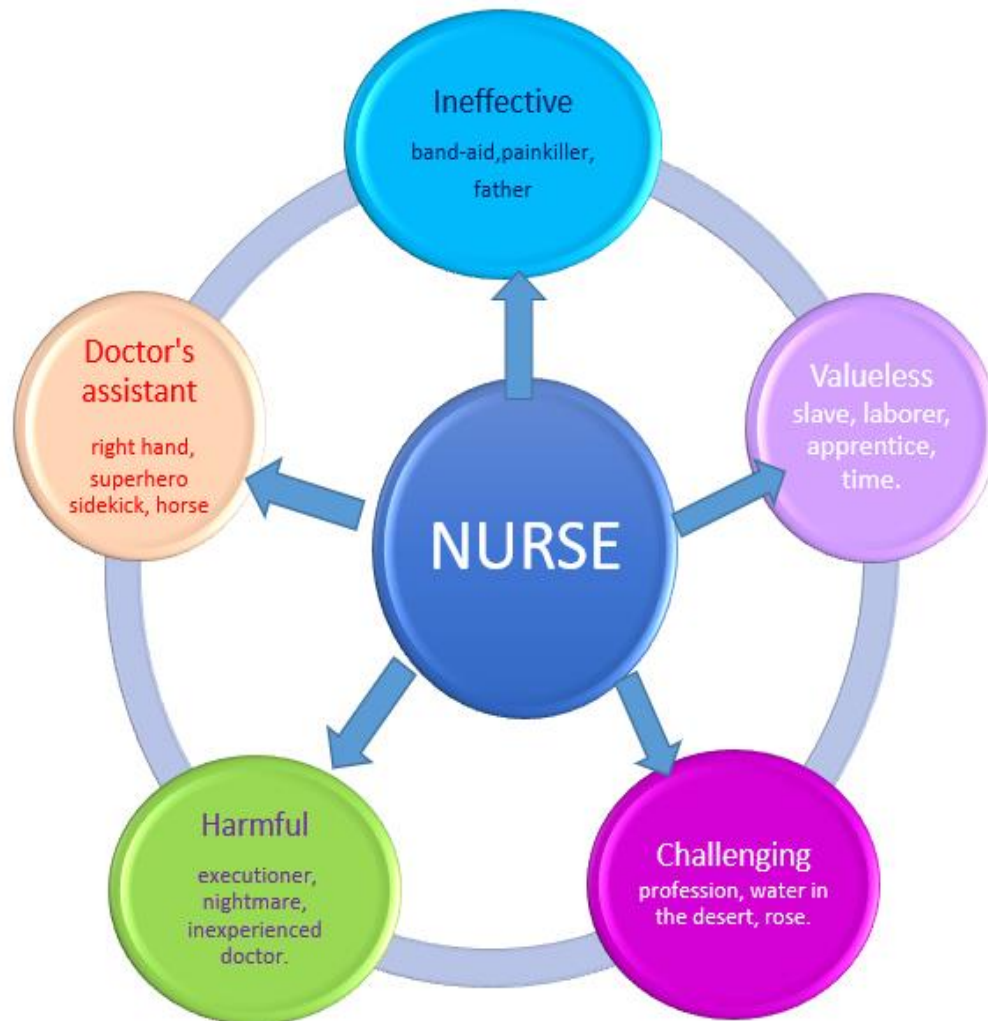 Ineffective
band-aid,painkiller,
father
Doctor's
assistant
right hand,
superhero
sidekick, horse
Valueless
slave, laborer,
apprentice,
time.
NURSE
Harmful
executioner,
nightmare,
inexperienced
doctor.
Challenging
profession, water in
the desert, rose.